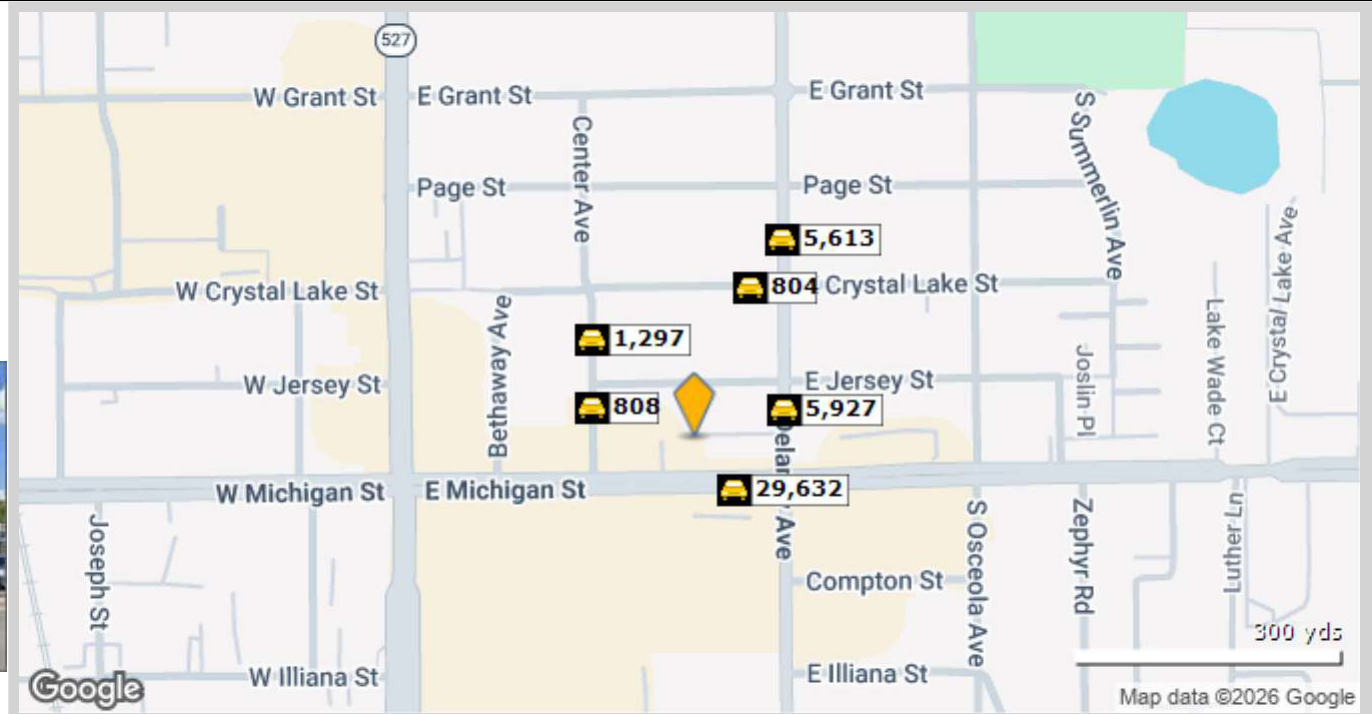 527
W Grant St
E Grant St
E Grant St
Center Ave
S Summerlin Ave
Page St
Page St
5,613
E Crystal Lake Ave
W Crystal Lake St
804
Crystal Lake St
Bethaway Ave
1,297
Lake Wade Ct
W Jersey St
E Jersey St
Joslin Pl
808
5,927
W Michigan St
E Michigan St
29,632
Ave
Joseph St
S Osceola Ave
Zephyr Rd
Luther Ln
Compton St
300 yds
W Illiana St
E Illiana St
Google
Map data ©2026 Google